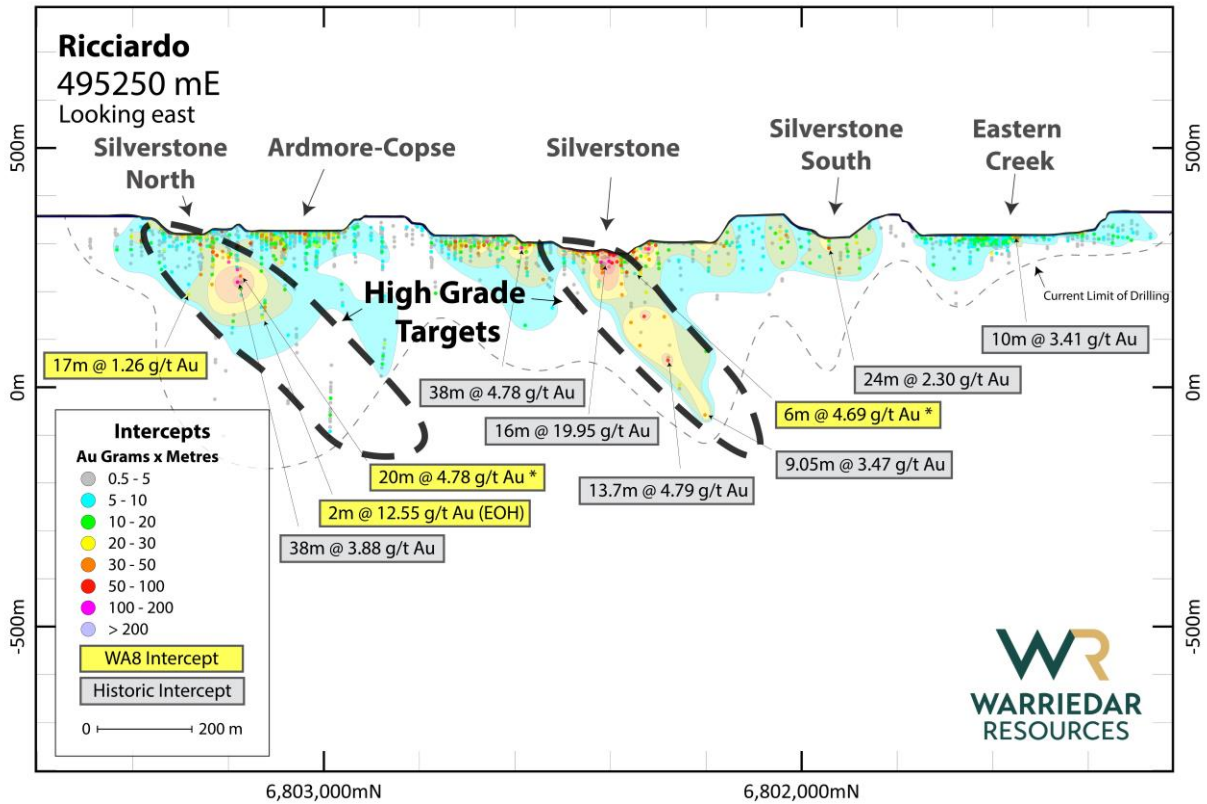 Ricciardo
495250 mE
Looking east
500m
0m
-500m
500m
0m
-500m
Silverstone
North
Ardmore-Copse
Silverstone
Silverstone
South
Eastern
Creek
High Grade
Targets
Current Limit of Drilling
17m @ 1.26 g/t Au
38m @ 4.78 g/t Au
16m @ 19.95 g/t Au
10m @ 3.41 g/t Au
24m @ 2.30 g/t Au
6m @ 4.69 g/t Au *
9.05m @ 3.47 g/t Au
13.7m @ 4.79 g/t Au
20m @ 4.78 g/t Au *
2m @ 12.55 g/t Au (EOH)
38m @ 3.88 g/t Au
Intercepts
Au Grams x Metres
0.5 - 5
5 - 10
10 - 20
20 - 30
30 - 50
50 - 100
100 - 200
> 200
WA8 Intercept
Historic Intercept
0 200 m
WR
WARRIEDAR
RESOURCES
6,803,000mN
6,802,000mN